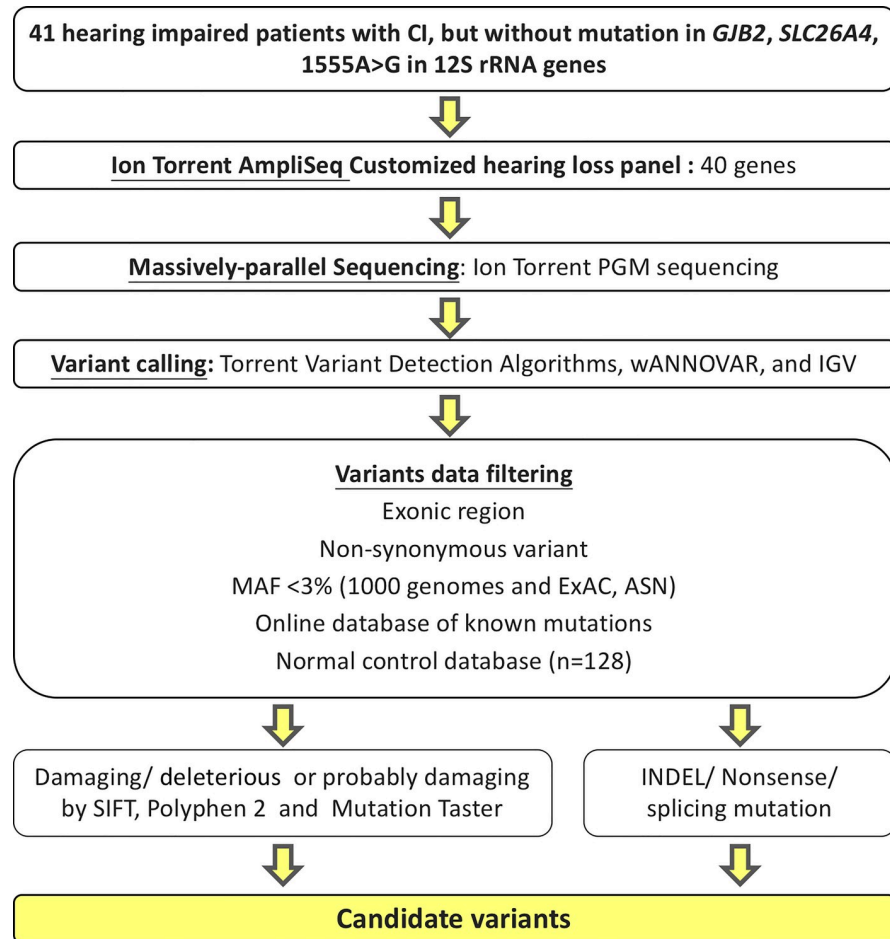 41 hearing impaired patients with CI, but without mutation in GJB2, SLC26A4,
1555A>G in 12S rRNA genes
Ion Torrent AmpliSeq Customized hearing loss panel : 40 genes
Massively-parallel Sequencing: Ion Torrent PGM sequencing
Variant calling: Torrent Variant Detection Algorithms, wANNOVAR, and IGV
Variants data filtering
Exonic region
Non-synonymous variant
MAF <3% (1000 genomes and ExAC, ASN)
Online database of known mutations
Normal control database (n=128)
Damaging/ deleterious or probably damaging
by SIFT, Polyphen 2 and Mutation Taster
INDEL/ Nonsense/
splicing mutation
Candidate variants